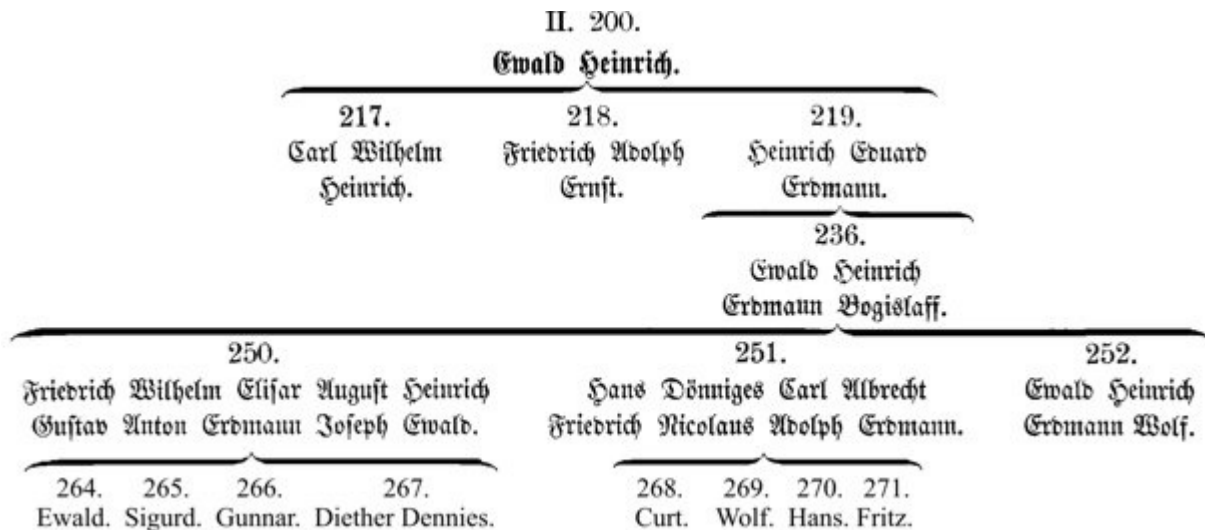 II. 200.
Ewald Heinrich.
217. 218. 219.
Carl Wilhelm Friedrich Adolph Heinrich Eduard
Heinrich. Ernst. Erdmann.
236.
Ewald Heinrich
Erdmann Bogislaff.
250. 251. 252.
Friedrich Wilhelm Elisar August Heinrich Hans Dönniges Carl Albrecht Ewald Heinrich
Gustav Anton Erdmann Joseph Ewald. Friedrich Nicolaus Adolph Erdmann. Erdmann Wolf.
264. 265. 266. 267. 268. 269. 270. 271.
Ewald. Sigurd. Gunnar. Diether Dennies. Curt. Wolf. Hans. Fritz.